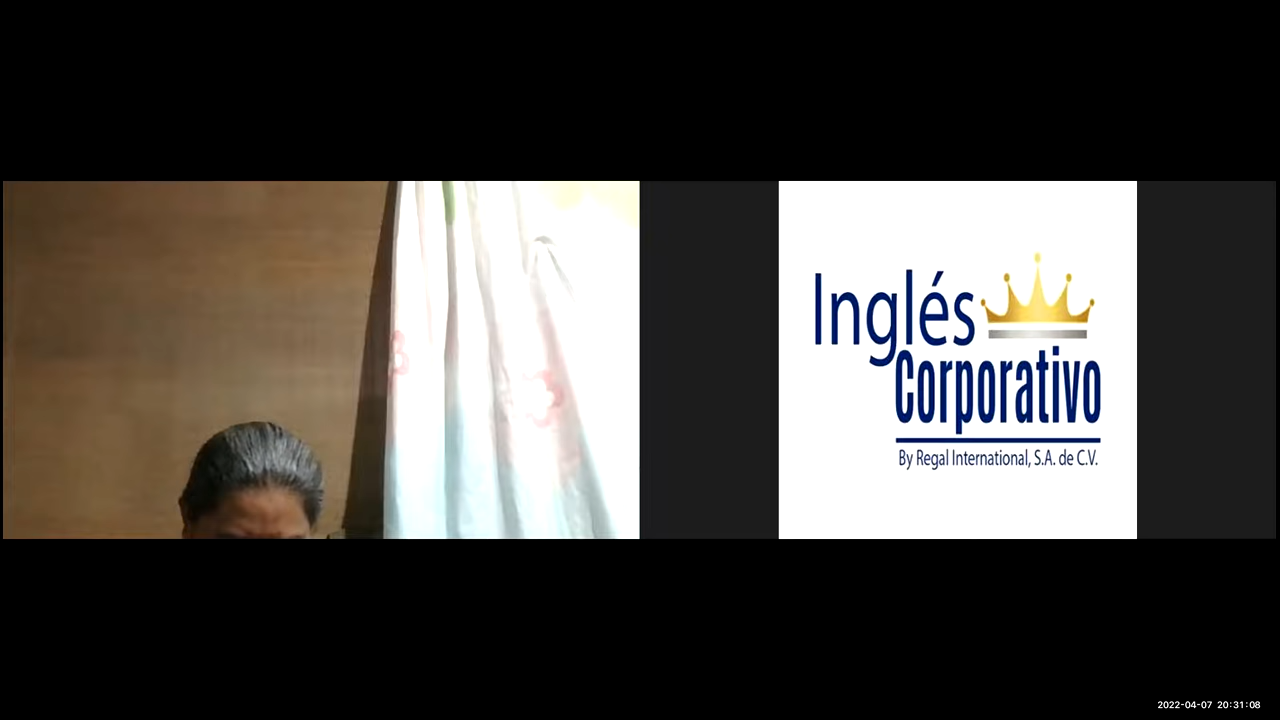 Inglés
Corporativo
By Regal International, S.A. de C.V.
2022-04-07 20:31:08